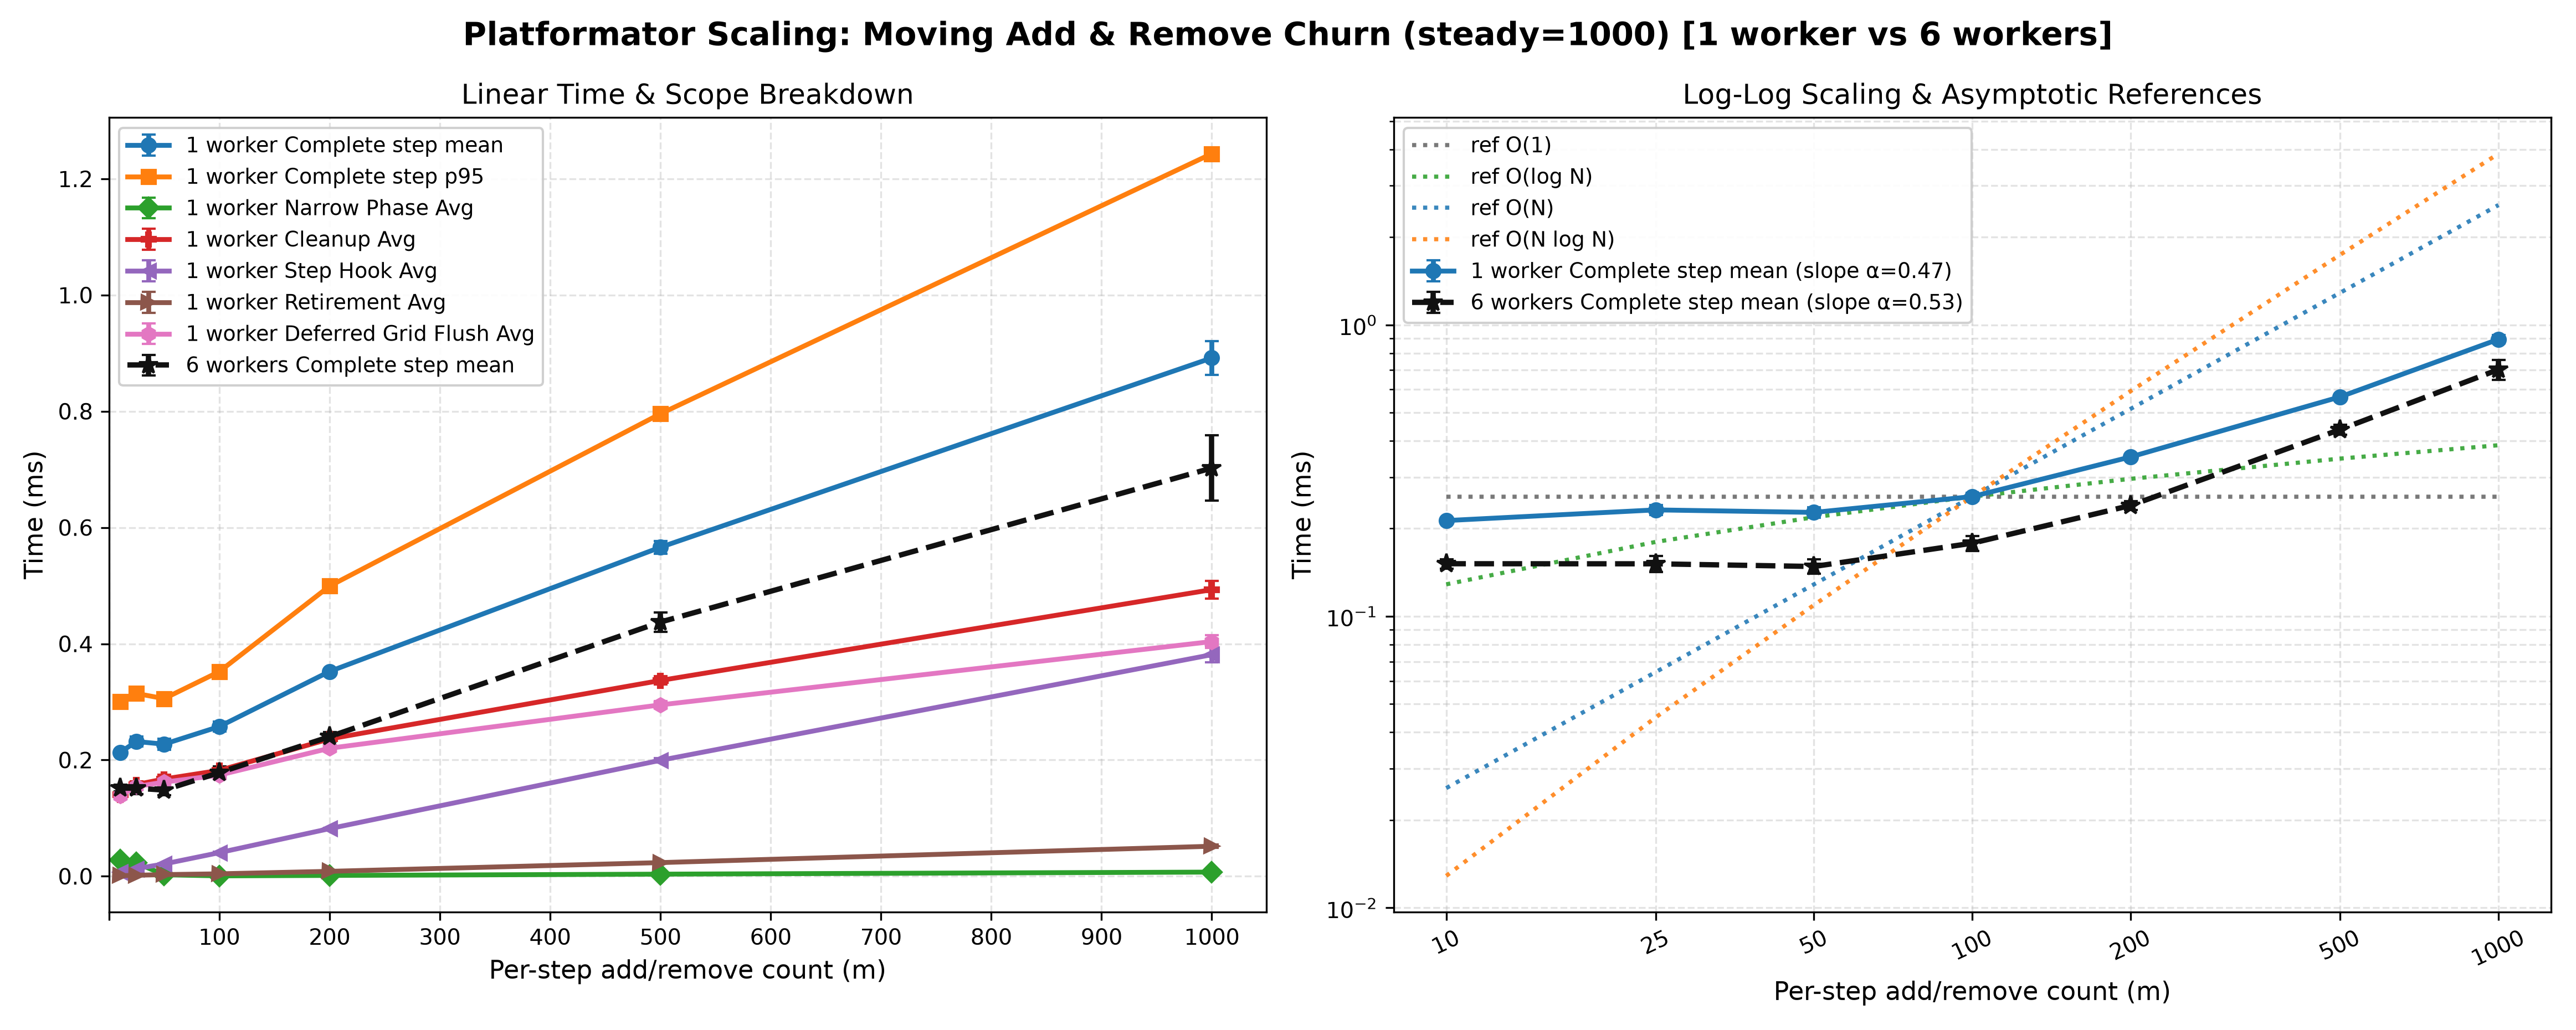 Platformator Scaling: Moving Add & Remove Churn (steady=1000) [1 worker vs 6 workers]
Linear Time & Scope Breakdown
1 worker Complete step mean
1 worker Complete step p95
1 worker Narrow Phase Avg
1 worker Cleanup Avg
1 worker Step Hook Avg
1 worker Retirement Avg
1 worker Deferred Grid Flush Avg
6 workers Complete step mean
Time (ms)
1.2
1.0
0.8
0.6
0.4
0.2
0.0
100 200 300 400 500 600 700 800 900 1000
Per-step add/remove count (m)
Log-Log Scaling & Asymptotic References
ref O(1)
ref O(log N)
ref O(N)
ref O(N log N)
1 worker Complete step mean (slope α=0.47)
6 workers Complete step mean (slope α=0.53)
Time (ms)
10⁰
10⁻¹
10⁻²
10 25 50 100 200 500 1000
Per-step add/remove count (m)